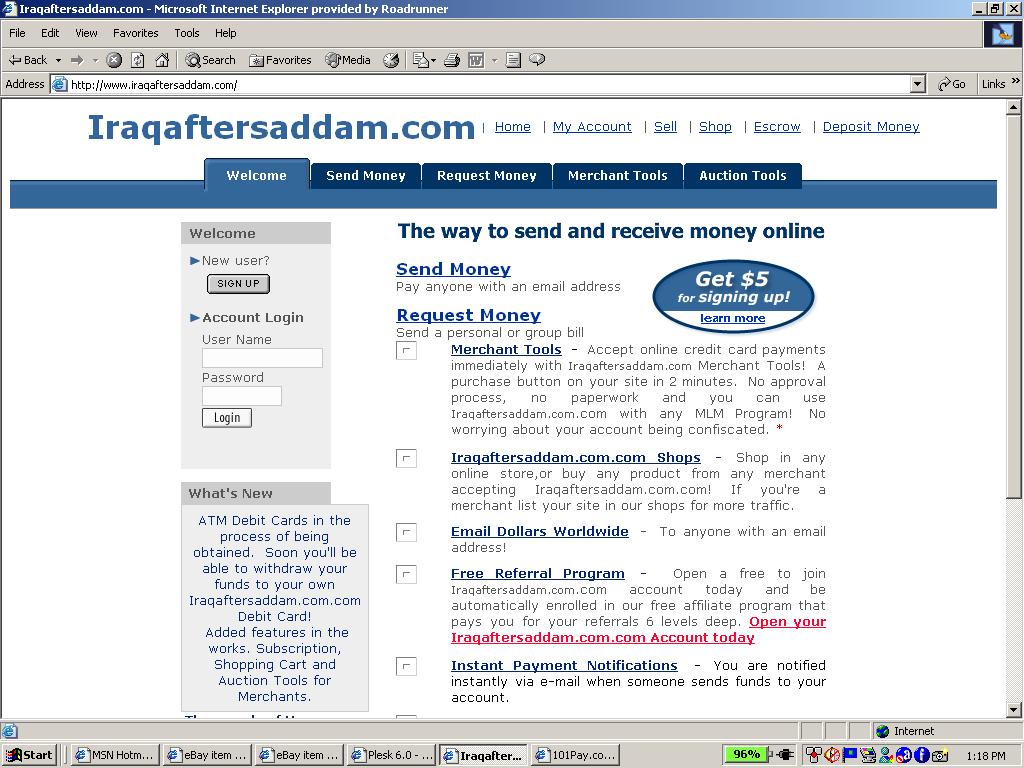 Iraqaftersaddam.com - Microsoft Internet Explorer provided by Roadrunner
File Edit View Favorites Tools Help
Back Search Favorites Media
Address http://www.iraqaftersaddam.com/ Go Links »
Iraqaftersaddam.com | Home | My Account | Sell | Shop | Escrow | Deposit Money
Welcome Send Money Request Money Merchant Tools Auction Tools
Welcome
New user?
SIGN UP
Account Login
User Name
Password
Login
What's New
ATM Debit Cards in the
process of being
obtained. Soon you'll be
able to withdraw your
funds to your own
Iraqaftersaddam.com.com
Debit Card!
Added features in the
works. Subscription,
Shopping Cart and
Auction Tools for
Merchants.
The way to send and receive money online
Send Money
Pay anyone with an email address
Request Money
Send a personal or group bill
Get $5
for signing up!
learn more
Merchant Tools - Accept online credit card payments
immediately with Iraqaftersaddam.com Merchant Tools! A
purchase button on your site in 2 minutes. No approval
process, no paperwork and you can use
Iraqaftersaddam.com.com with any MLM Program! No
worrying about your account being confiscated. *
Iraqaftersaddam.com.com Shops - Shop in any
online store,or buy any product from any merchant
accepting Iraqaftersaddam.com.com! If you're a
merchant list your site in our shops for more traffic.
Email Dollars Worldwide - To anyone with an email
address!
Free Referral Program - Open a free to join
Iraqaftersaddam.com.com account today and be
automatically enrolled in our free affiliate program that
pays you for your referrals 6 levels deep. Open your
Iraqaftersaddam.com.com Account today
Instant Payment Notifications - You are notified
instantly via e-mail when someone sends funds to your
account.
Internet
Start MSN Hotm... eBay item ... eBay item ... Plesk 6.0 - ... Iraqafter... 101Pay.co... 96% 1:18 PM